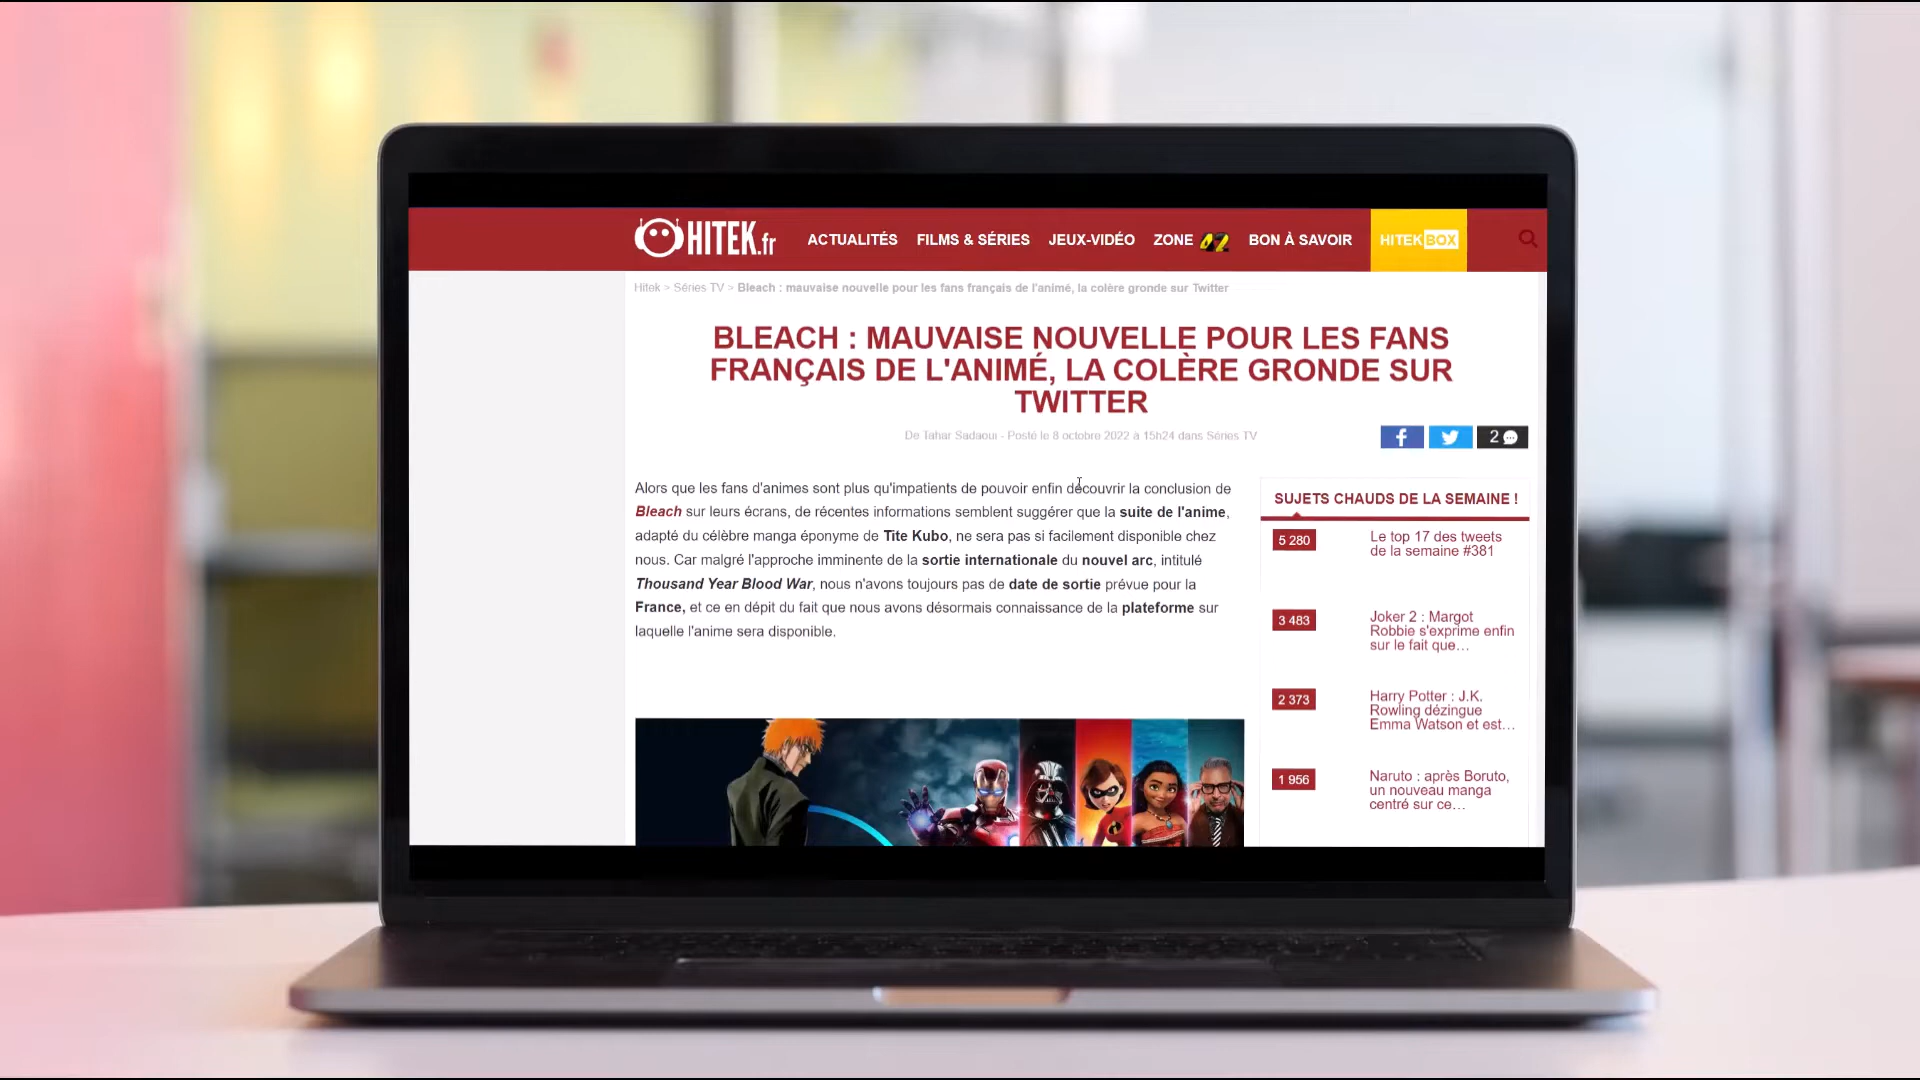 HITEK.fr
ACTUALITÉS FILMS & SÉRIES JEUX-VIDÉO ZONE 42 BON À SAVOIR HITEKBOX
Hitek > Séries TV > Bleach : mauvaise nouvelle pour les fans français de l'animé, la colère gronde sur Twitter
BLEACH : MAUVAISE NOUVELLE POUR LES FANS
FRANÇAIS DE L'ANIMÉ, LA COLÈRE GRONDE SUR
TWITTER
De Tahar Sadaoui - Posté le 8 octobre 2022 à 15h24 dans Séries TV
2
Alors que les fans d'animes sont plus qu'impatients de pouvoir enfin découvrir la conclusion de
Bleach sur leurs écrans, de récentes informations semblent suggérer que la suite de l'anime,
adapté du célèbre manga éponyme de Tite Kubo, ne sera pas si facilement disponible chez
nous. Car malgré l'approche imminente de la sortie internationale du nouvel arc, intitulé
Thousand Year Blood War, nous n'avons toujours pas de date de sortie prévue pour la
France, et ce en dépit du fait que nous avons désormais connaissance de la plateforme sur
laquelle l'anime sera disponible.
SUJETS CHAUDS DE LA SEMAINE !
5 280
Le top 17 des tweets
de la semaine #381
3 483
Joker 2 : Margot
Robbie s'exprime enfin
sur le fait que…
2 373
Harry Potter : J.K.
Rowling dézingue
Emma Watson et est…
1 956
Naruto : après Boruto,
un nouveau manga
centré sur ce…